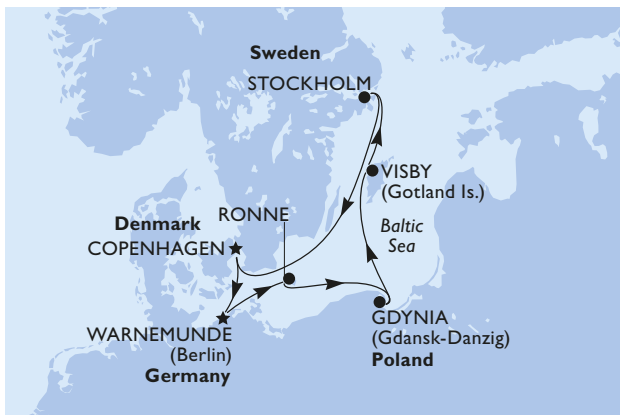 Sweden
STOCKHOLM
VISBY
(Gotland Is.)
RONNE
Denmark
COPENHAGEN
Baltic
Sea
GDYNIA
(Gdansk-Danzig)
Poland
WARNEMUNDE
(Berlin)
Germany